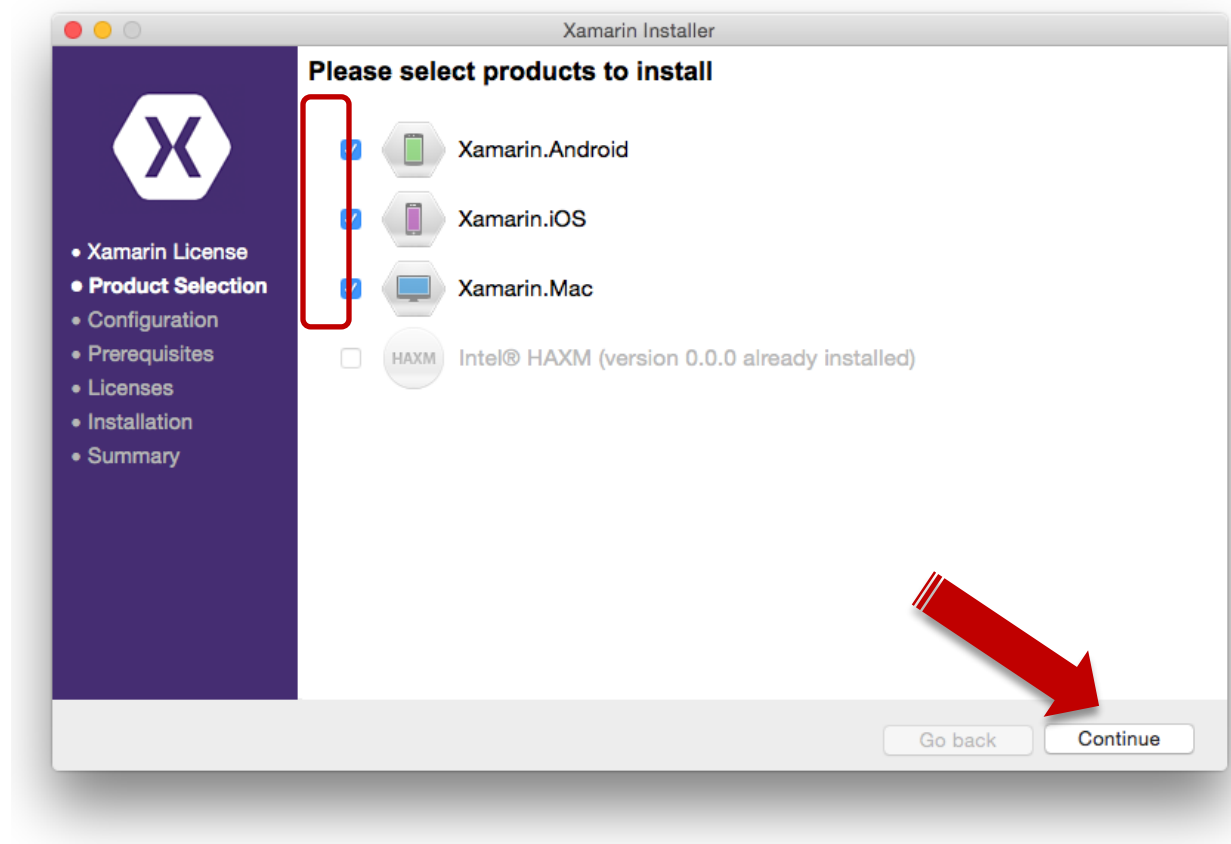 Xamarin Installer
Please select products to install
X
Xamarin.Android
Xamarin.iOS
Xamarin.Mac
HAXM Intel® HAXM (version 0.0.0 already installed)
• Xamarin License
• Product Selection
• Configuration
• Prerequisites
• Licenses
• Installation
• Summary
Go back Continue